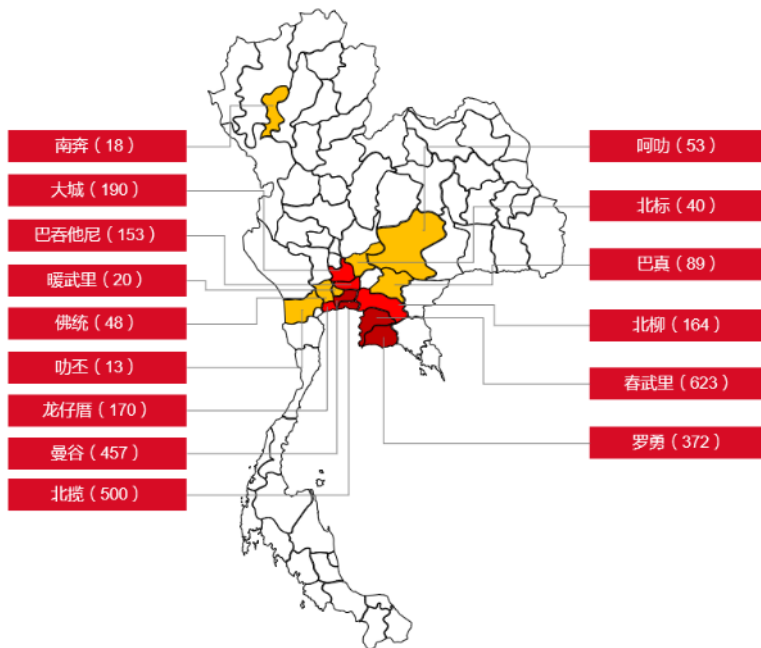 南奔（18）
大城（190）
巴吞他尼（153）
暖武里（20）
佛统（48）
叻丕（13）
龙仔厝（170）
曼谷（457）
北榄（500）
呵叻（53）
北标（40）
巴真（89）
北柳（164）
春武里（623）
罗勇（372）